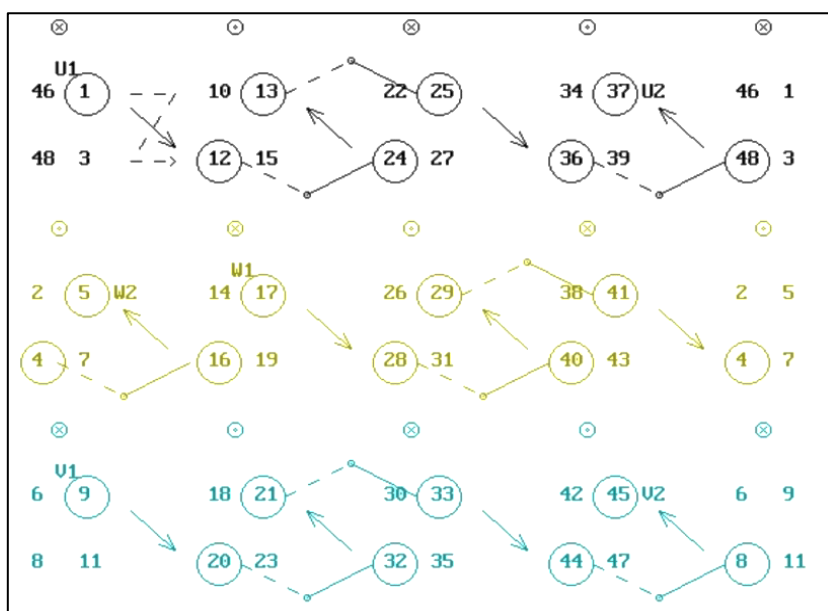 U1
46 1 10 13 22 25 34 37 U2 46 1
48 3 12 15 24 27 36 39 48 3
W1
2 5 W2 14 17 26 29 38 41 2 5
4 7 16 19 28 31 40 43 4 7
V1
6 9 18 21 30 33 42 45 V2 6 9
8 11 20 23 32 35 44 47 8 11